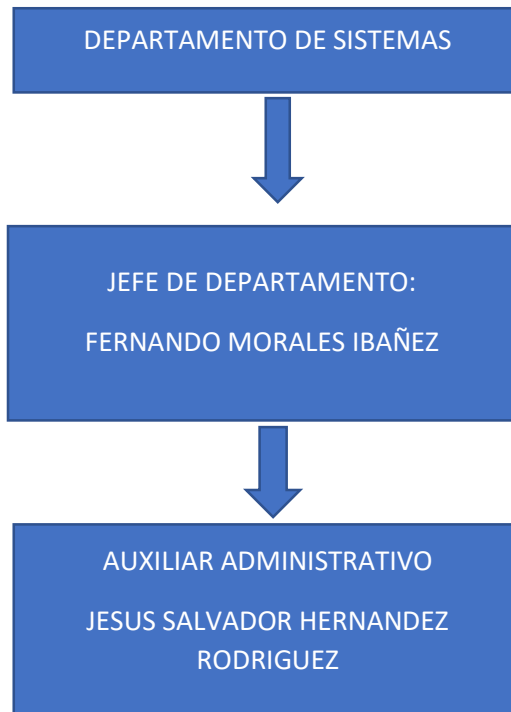 DEPARTAMENTO DE SISTEMAS
JEFE DE DEPARTAMENTO:
FERNANDO MORALES IBAÑEZ
AUXILIAR ADMINISTRATIVO
JESUS SALVADOR HERNANDEZ
RODRIGUEZ